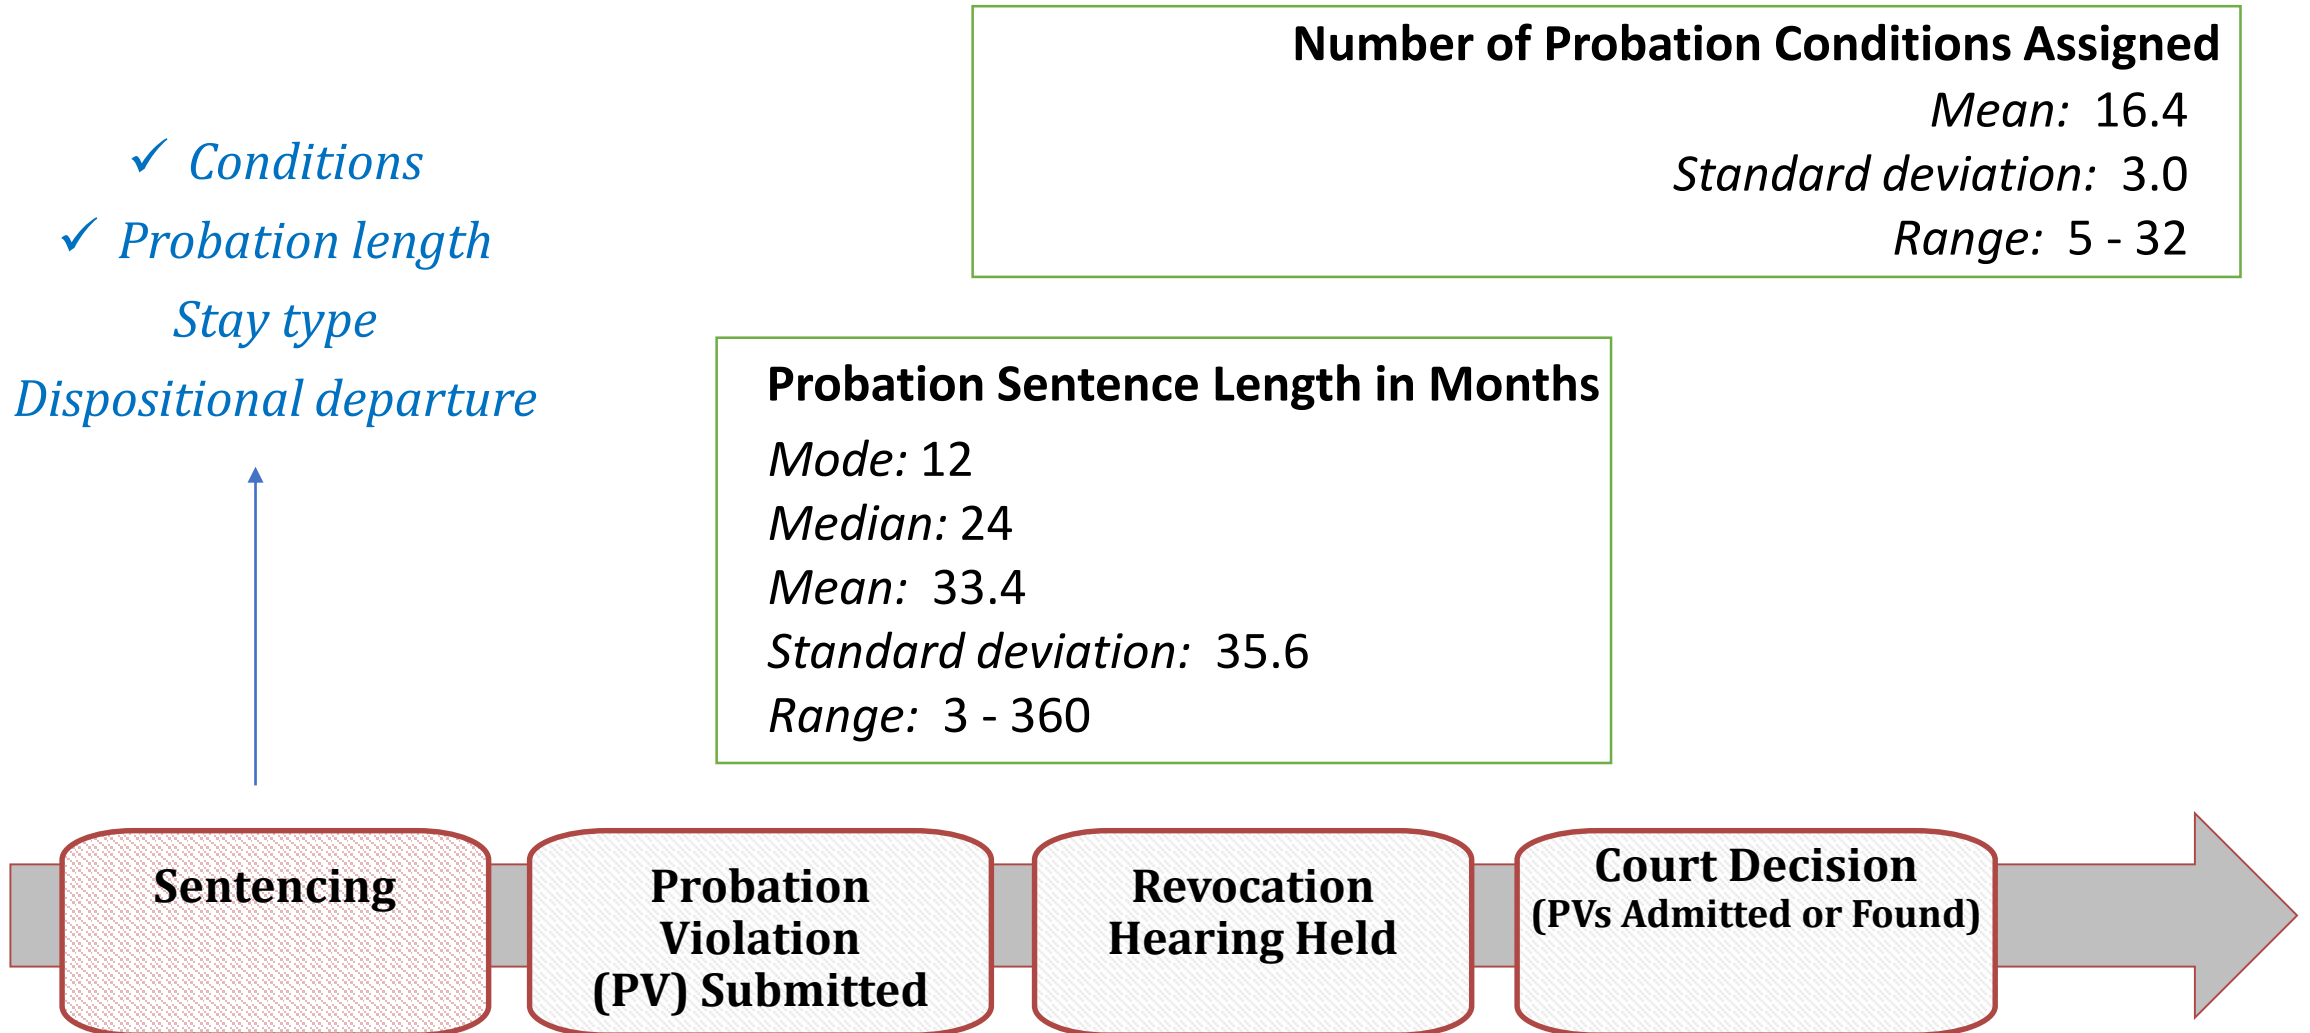 Number of Probation Conditions Assigned
Mean: 16.4
Standard deviation: 3.0
Range: 5 - 32
✓ Conditions
✓ Probation length
Stay type
Dispositional departure
Probation Sentence Length in Months
Mode: 12
Median: 24
Mean: 33.4
Standard deviation: 35.6
Range: 3 - 360
Sentencing
Probation
Violation
(PV) Submitted
Revocation
Hearing Held
Court Decision
(PVs Admitted or Found)